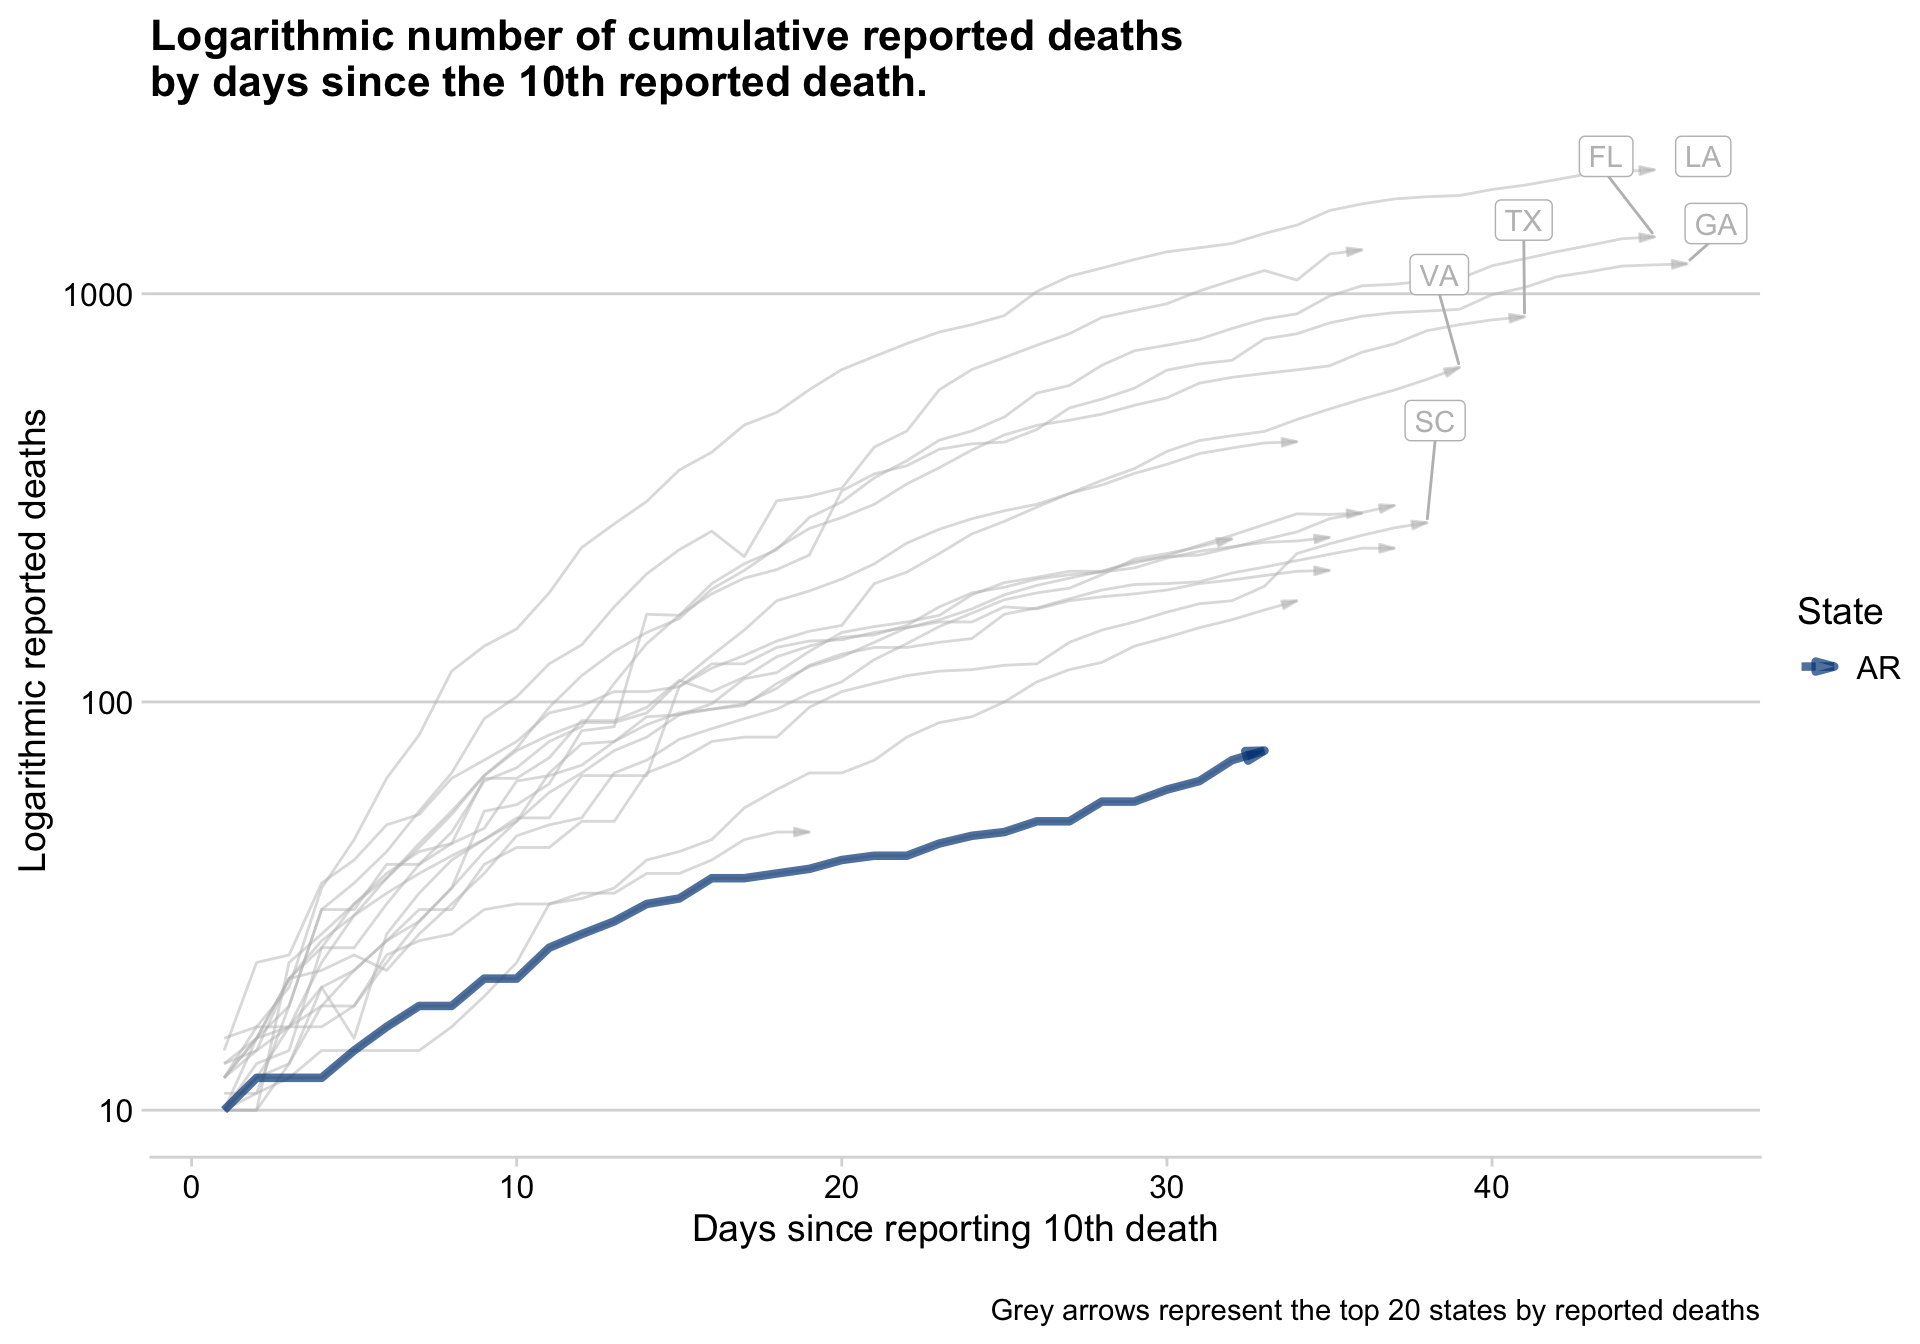 Logarithmic number of cumulative reported deaths
by days since the 10th reported death.
FL
LA
TX
GA
VA
SC
1000
100
10
Logarithmic reported deaths
State
AR
0
10
20
30
40
Days since reporting 10th death
Grey arrows represent the top 20 states by reported deaths